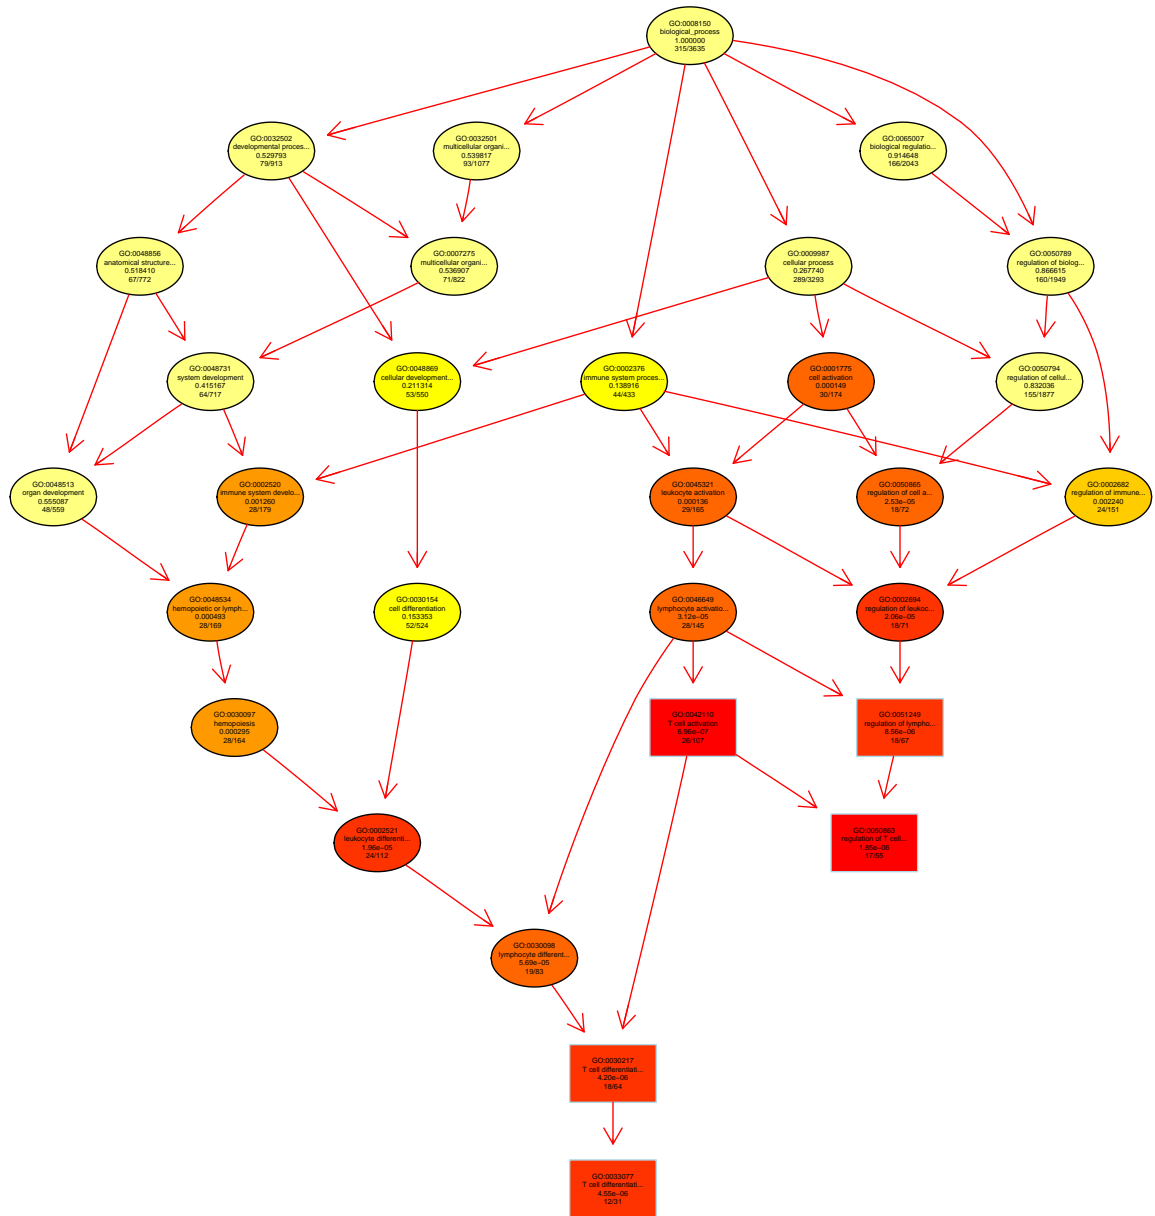 GO:0008150
biological_process
1.000000
315/3635
GO:0032502
developmental proces...
0.529793
79/913
GO:0032501
multicellular organi...
0.539817
93/1077
GO:0065007
biological regulatio...
0.914648
166/2043
GO:0048856
anatomical structure...
0.518410
67/772
GO:0007275
multicellular organi...
0.536907
71/822
GO:0009987
cellular process
0.267740
289/3293
GO:0050789
regulation of biolog...
0.866615
160/1949
GO:0048731
system development
0.415167
64/717
GO:0048869
cellular development...
0.211314
53/550
GO:0002376
immune system proces...
0.138916
44/433
GO:0001775
cell activation
0.000149
30/174
GO:0050794
regulation of cellul...
0.832036
155/1877
GO:0048513
organ development
0.555087
48/559
GO:0002520
immune system develo...
0.001260
28/179
GO:0045321
leukocyte activation
0.000136
29/165
GO:0050865
regulation of cell a...
2.53e−05
18/72
GO:0002682
regulation of immune...
0.002240
24/151
GO:0048534
hemopoietic or lymph...
0.000493
28/169
GO:0030154
cell differentiation
0.153353
52/524
GO:0046649
lymphocyte activatio...
3.12e−05
28/145
GO:0002694
regulation of leukoc...
2.06e−05
18/71
GO:0030097
hemopoiesis
0.000295
28/164
GO:0042110
T cell activation
6.96e−07
26/107
GO:0051249
regulation of lympho...
8.56e−06
18/67
GO:0002521
leukocyte differenti...
1.96e−05
24/112
GO:0050863
regulation of T cell...
1.85e−06
17/55
GO:0030098
lymphocyte different...
5.69e−05
19/83
GO:0030217
T cell differentiati...
4.20e−06
18/64
GO:0033077
T cell differentiati...
4.55e−06
12/31